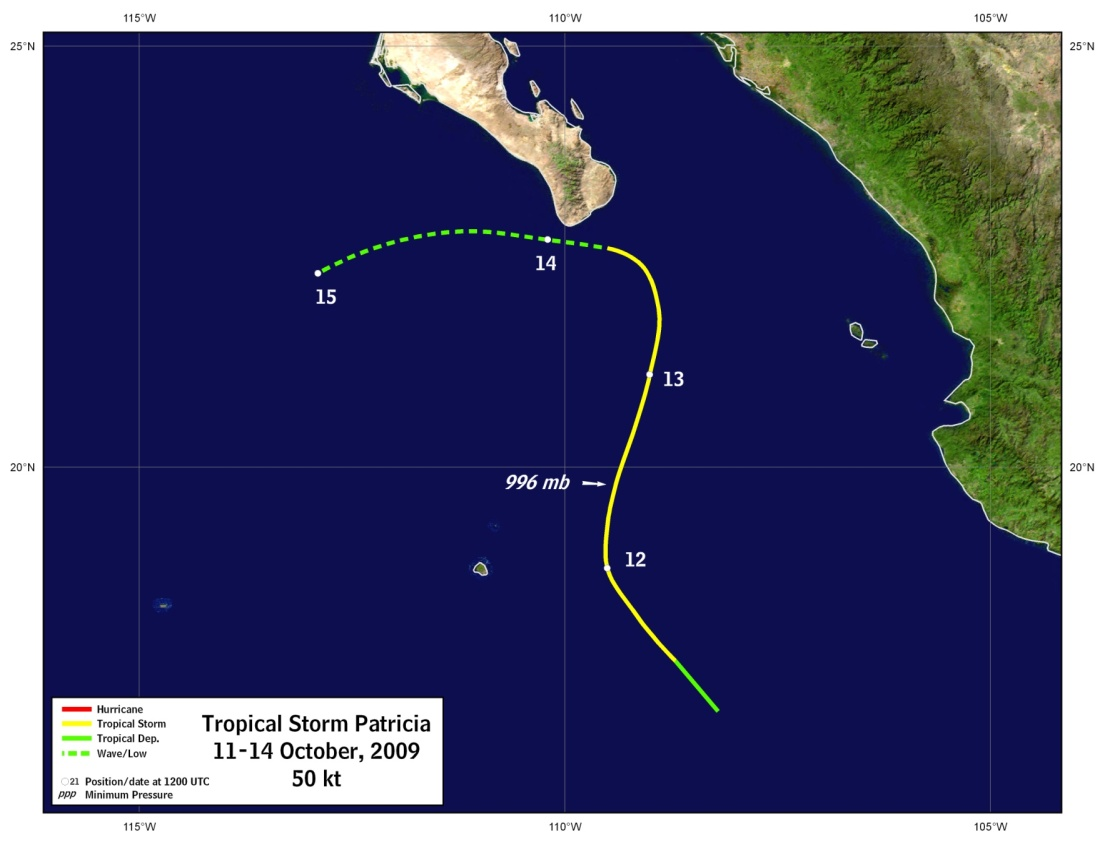 115°W 110°W 105°W
25°N 25°N
14
15
13
20°N 20°N
996 mb
12
Hurricane
Tropical Storm
Tropical Dep.
Wave/Low
21 Position/date at 1200 UTC
ppp Minimum Pressure
Tropical Storm Patricia
11-14 October, 2009
50 kt
115°W 110°W 105°W